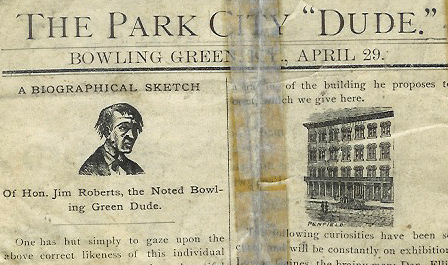 THE PARK CITY "DUDE."
BOWLING GREEN, KY., APRIL 29.
A BIOGRAPHICAL SKETCH
Of Hon. Jim Roberts, the Noted Bowl-
ing Green Dude.
One has but simply to gaze upon the
above correct likeness of this individual
of the building he proposes to
which we give here.
PENFIELD
following curiosities have been
will be constantly on exhibition